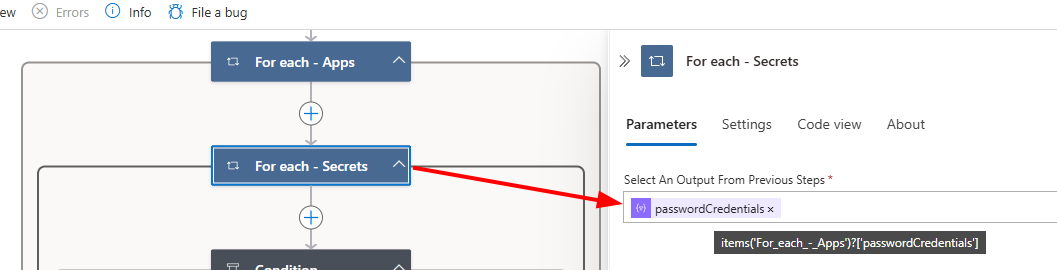 ew Errors Info File a bug
For each - Apps
For each - Secrets
Condition
For each - Secrets
Parameters Settings Code view About
Select An Output From Previous Steps *
passwordCredentials ×
items('For_each_-_Apps')?['passwordCredentials']